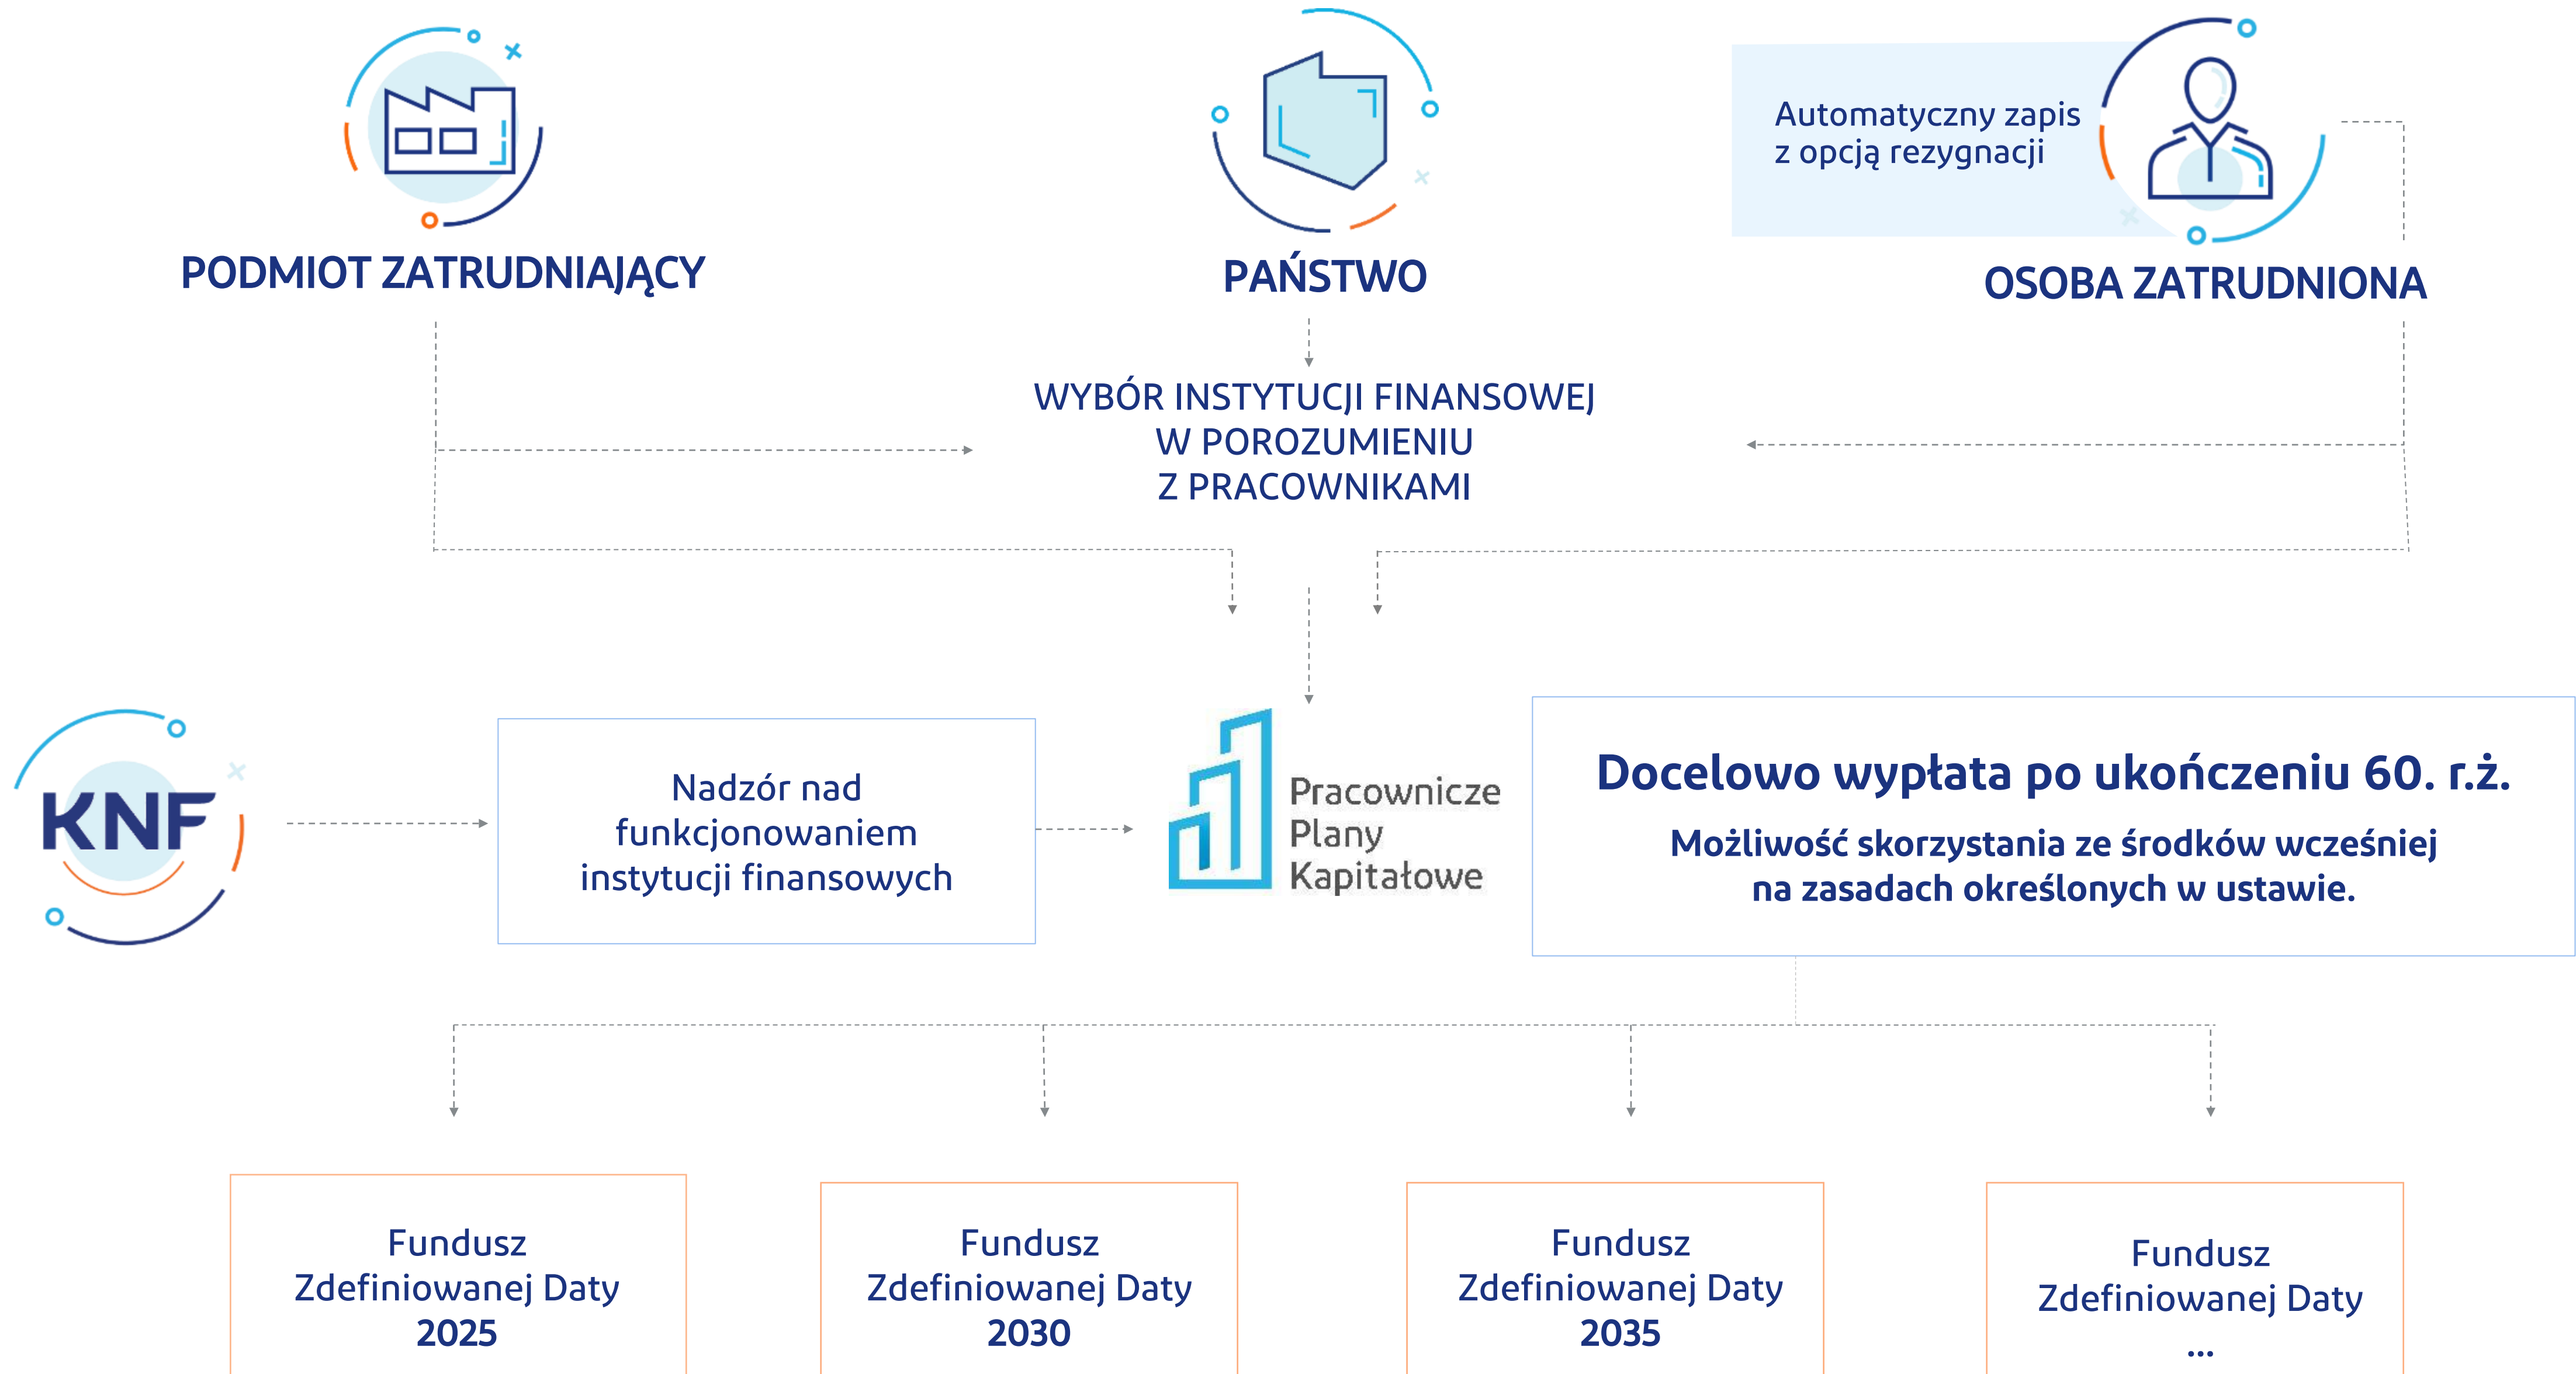 Automatyczny zapis
z opcją rezygnacji
PODMIOT ZATRUDNIAJĄCY
PAŃSTWO
OSOBA ZATRUDNIONA
WYBÓR INSTYTUCJI FINANSOWEJ
W POROZUMIENIU
Z PRACOWNIKAMI
KNF
Nadzór nad
funkcjonowaniem
instytucji finansowych
Pracownicze
Plany
Kapitałowe
Docelowo wypłata po ukończeniu 60. r.ż.
Możliwość skorzystania ze środków wcześniej
na zasadach określonych w ustawie.
Fundusz
Zdefiniowanej Daty
2025
Fundusz
Zdefiniowanej Daty
2030
Fundusz
Zdefiniowanej Daty
2035
Fundusz
Zdefiniowanej Daty
...